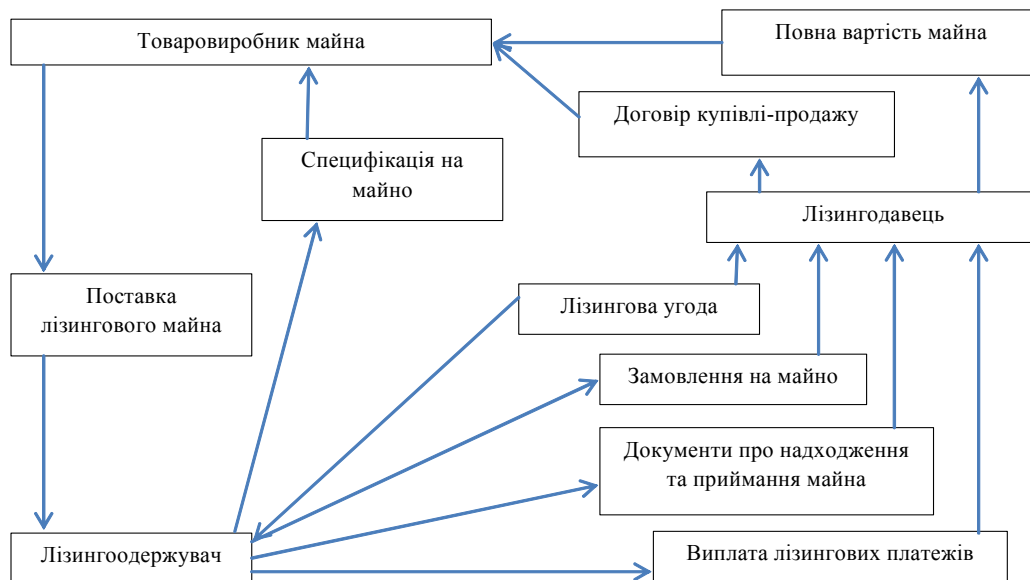 Товаровиробник майна
Повна вартість майна
Договір купівлі-продажу
Специфікація на
майно
Лізингодавець
Поставка
лізингового майна
Лізингова угода
Замовлення на майно
Документи про надходження
та приймання майна
Лізингоодержувач
Виплата лізингових платежів